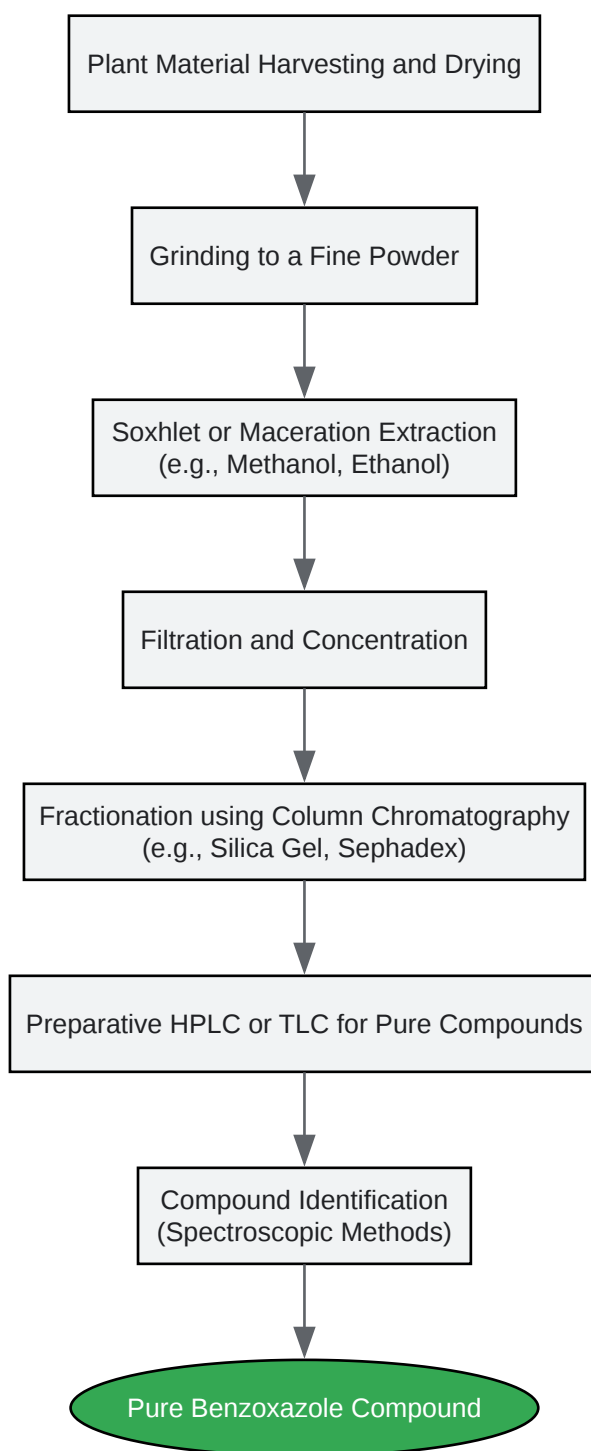 Plant Material Harvesting and Drying
Grinding to a Fine Powder
Soxhlet or Maceration Extraction
(e.g., Methanol, Ethanol)
Filtration and Concentration
Fractionation using Column Chromatography
(e.g., Silica Gel, Sephadex)
Preparative HPLC or TLC for Pure Compounds
Compound Identification
(Spectroscopic Methods)
Pure Benzoxazole Compound